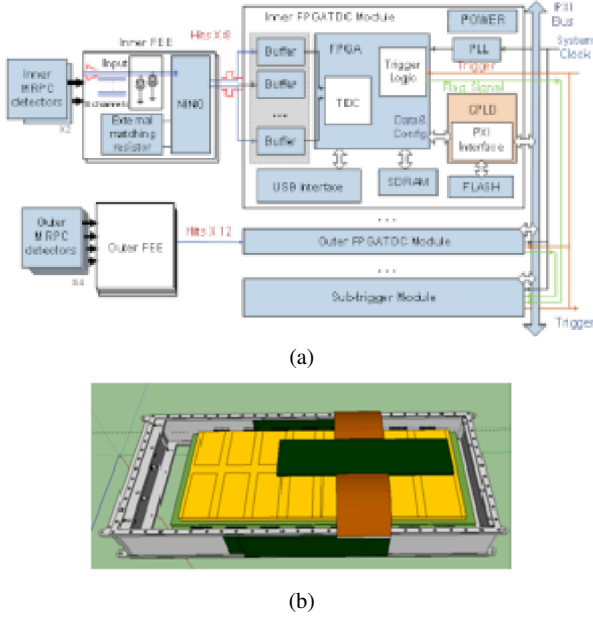 Inner FPGATDC Module
POWER
PXI
Bus
Inner FEE
Hits X 8
Buffer
FPGA
PLL
System
Clock
Inner
MRPC
detectors
X2
Input
8channels
NINO
External
matching
resistor
Buffer
...
Buffer
TDC
Trigger
Logic
Trigger
Flag Signal
CPLD
PXI
Interface
Data&
Config
USB Interface
SDRAM
FLASH
Outer
MRPC
detectors
X4
Outer FEE
Hits X 12
...
Outer FPGATDC Module
...
Sub-trigger Module
Trigger
(a)
(b)